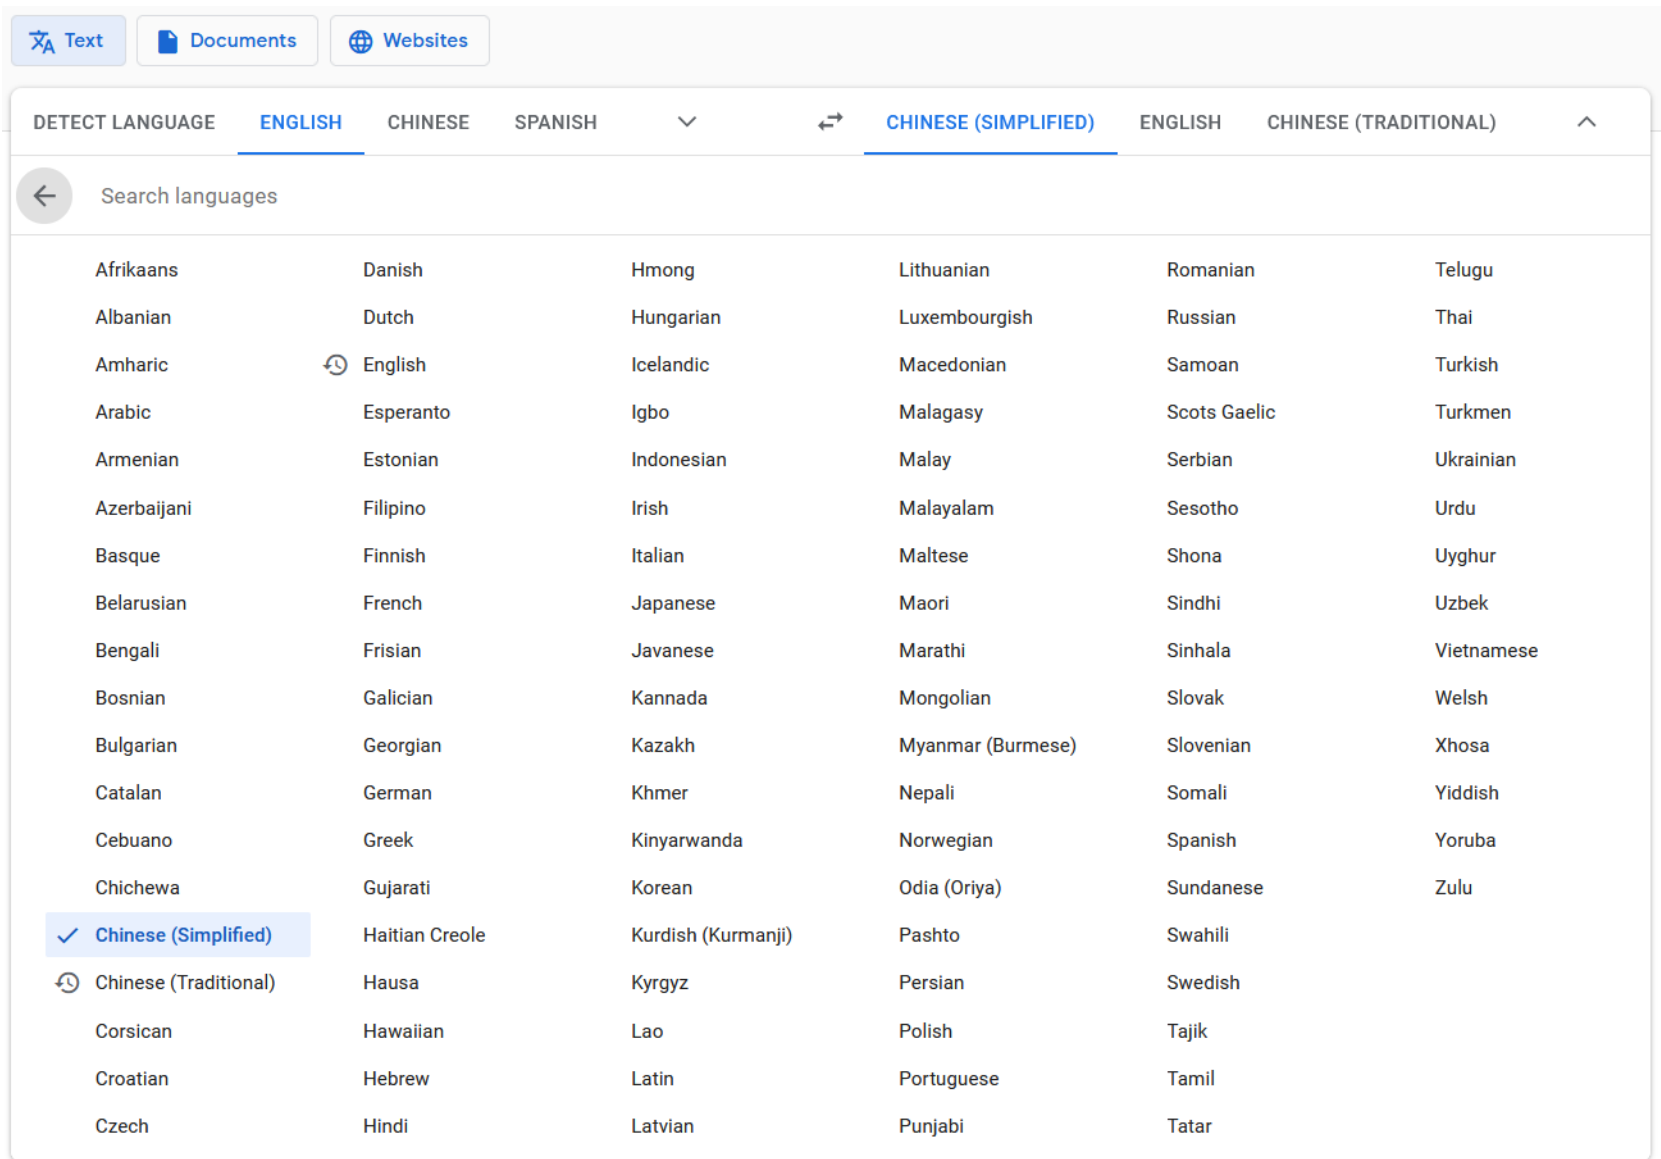 Text Documents Websites
DETECT LANGUAGE ENGLISH CHINESE SPANISH CHINESE (SIMPLIFIED) ENGLISH CHINESE (TRADITIONAL)
Search languages
Afrikaans Danish Hmong Lithuanian Romanian Telugu
Albanian Dutch Hungarian Luxembourgish Russian Thai
Amharic English Icelandic Macedonian Samoan Turkish
Arabic Esperanto Igbo Malagasy Scots Gaelic Turkmen
Armenian Estonian Indonesian Malay Serbian Ukrainian
Azerbaijani Filipino Irish Malayalam Sesotho Urdu
Basque Finnish Italian Maltese Shona Uyghur
Belarusian French Japanese Maori Sindhi Uzbek
Bengali Frisian Javanese Marathi Sinhala Vietnamese
Bosnian Galician Kannada Mongolian Slovak Welsh
Bulgarian Georgian Kazakh Myanmar (Burmese) Slovenian Xhosa
Catalan German Khmer Nepali Somali Yiddish
Cebuano Greek Kinyarwanda Norwegian Spanish Yoruba
Chichewa Gujarati Korean Odia (Oriya) Sundanese Zulu
Chinese (Simplified) Haitian Creole Kurdish (Kurmanji) Pashto Swahili
Chinese (Traditional) Hausa Kyrgyz Persian Swedish
Corsican Hawaiian Lao Polish Tajik
Croatian Hebrew Latin Portuguese Tamil
Czech Hindi Latvian Punjabi Tatar